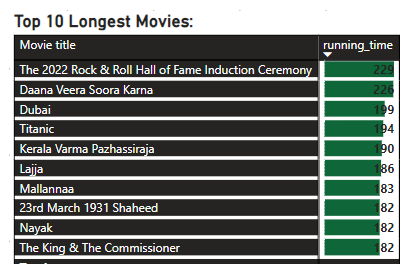 Top 10 Longest Movies:
Movie title running_time
The 2022 Rock & Roll Hall of Fame Induction Ceremony 229
Daana Veera Soora Karna 226
Dubai 199
Titanic 194
Kerala Varma Pazhassiraja 190
Lajja 186
Mallannaa 183
23rd March 1931 Shaheed 182
Nayak 182
The King & The Commissioner 182